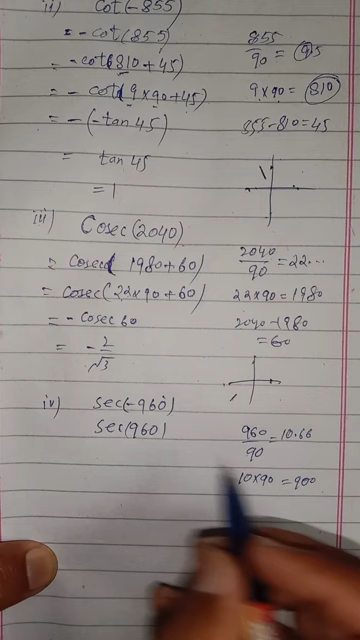 ii) Cot(-855)
= -cot(855)
855/90 = 9.5
= -cot(810+45)
= -cot(9×90+45)
9×90 = 810
= -(-tan 45)
855-810=45
= tan 45
= 1
iii) Cosec(2040)
= cosec(1980+60)
2040/90 = 22...
= cosec(22×90+60)
22×90=1980
= -cosec 60
2040-1980
=60
= -2/√3
iv) sec(-960)
sec(960)
960/90 = 10.66
10×90 = 900